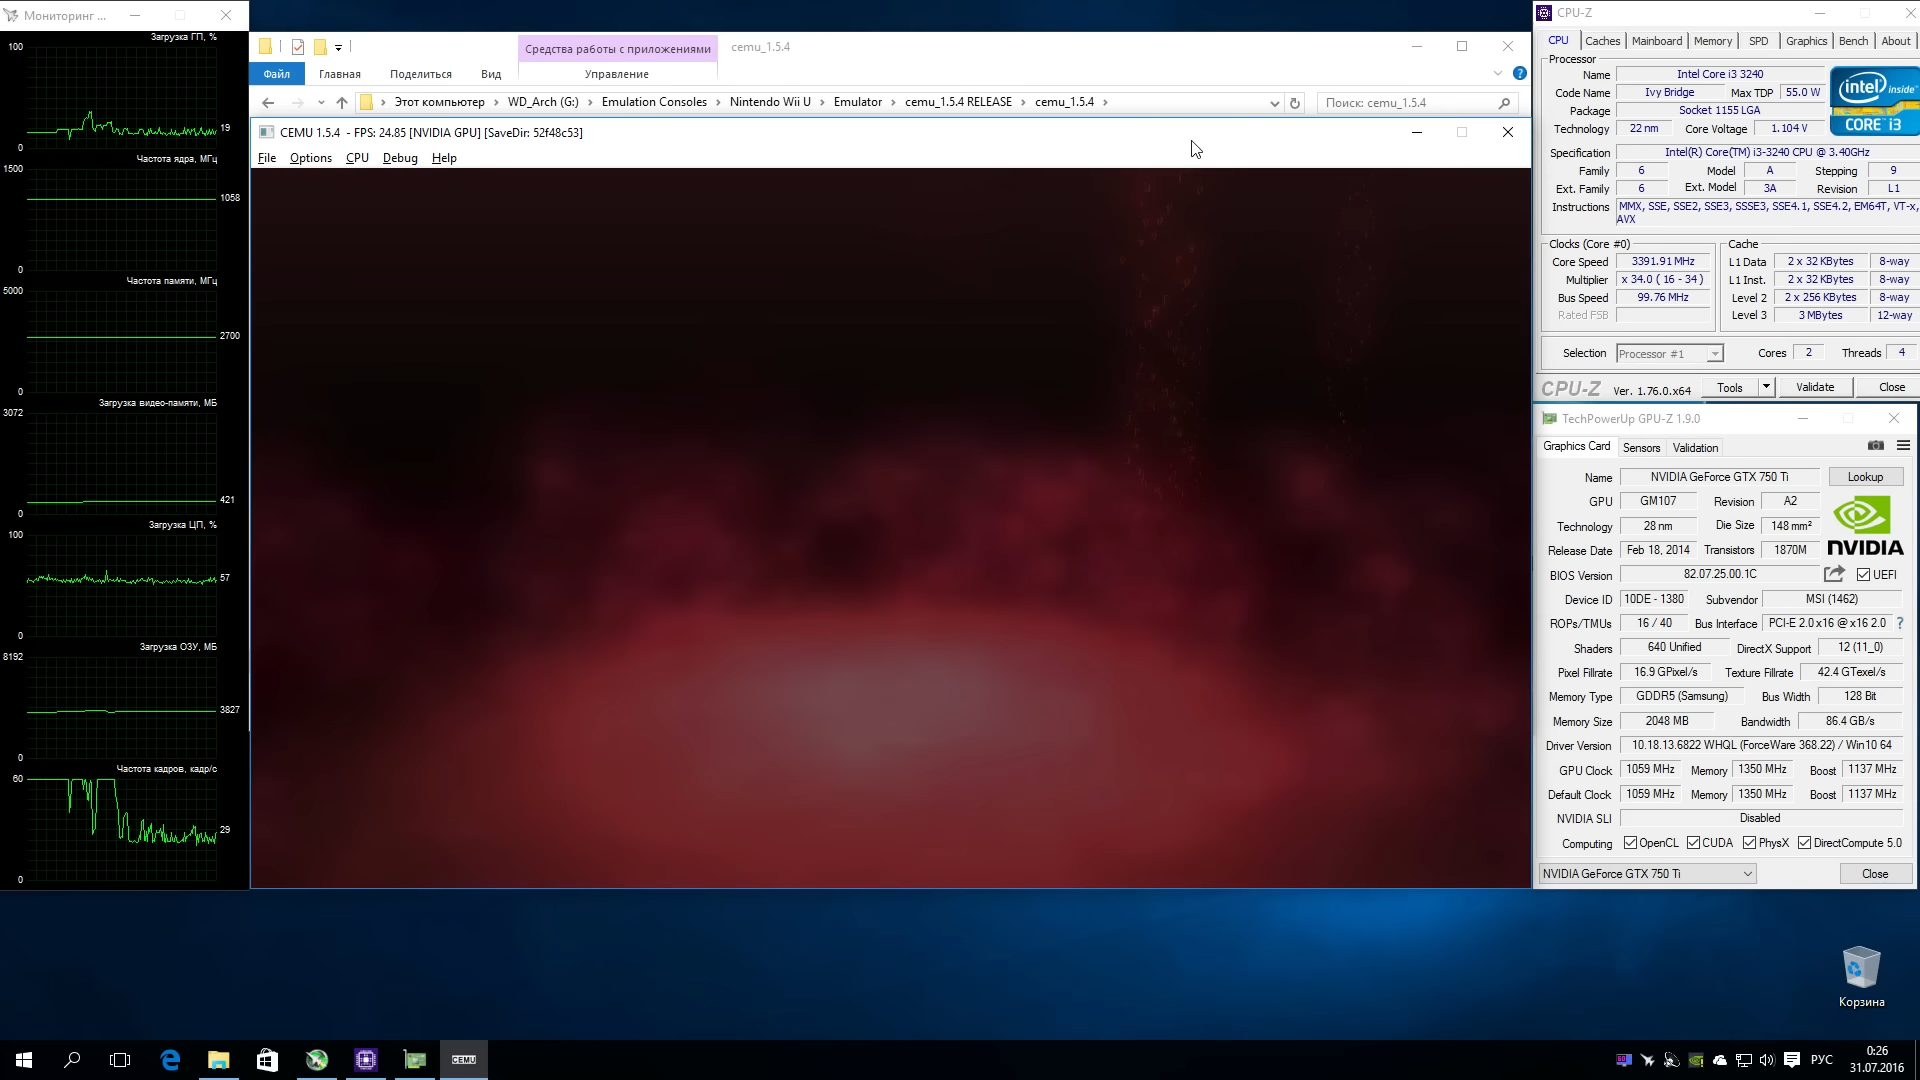 Мониторинг ...
Загрузка ГП, %
100
19
0
Частота ядра, МГц
1500
1058
0
Частота памяти, МГц
5000
2700
0
Загрузка видео-памяти, МБ
3072
421
0
Загрузка ЦП, %
100
57
0
Загрузка ОЗУ, МБ
8192
3827
0
Частота кадров, кадр/с
60
29
0
Средства работы с приложениями cemu_1.5.4
Файл Главная Поделиться Вид Управление
Этот компьютер WD_Arch (G:) Emulation Consoles Nintendo Wii U Emulator cemu_1.5.4 RELEASE cemu_1.5.4
Поиск: cemu_1.5.4
CEMU 1.5.4 - FPS: 24.85 [NVIDIA GPU] [SaveDir: 52f48c53]
File Options CPU Debug Help
CPU-Z
CPU Caches Mainboard Memory SPD Graphics Bench About
Processor
Name Intel Core i3 3240
Code Name Ivy Bridge Max TDP 55.0 W
Package Socket 1155 LGA
Technology 22 nm Core Voltage 1.104 V
intel inside™
CORE i3
Specification Intel(R) Core(TM) i3-3240 CPU @ 3.40GHz
Family 6 Model A Stepping 9
Ext. Family 6 Ext. Model 3A Revision L1
Instructions MMX, SSE, SSE2, SSE3, SSSE3, SSE4.1, SSE4.2, EM64T, VT-x,
AVX
Clocks (Core #0)
Core Speed 3391.91 MHz
Multiplier x 34.0 ( 16 - 34 )
Bus Speed 99.76 MHz
Rated FSB
Cache
L1 Data 2 x 32 KBytes 8-way
L1 Inst. 2 x 32 KBytes 8-way
Level 2 2 x 256 KBytes 8-way
Level 3 3 MBytes 12-way
Selection Processor #1 Cores 2 Threads 4
CPU-Z Ver. 1.76.0.x64 Tools Validate Close
TechPowerUp GPU-Z 1.9.0
Graphics Card Sensors Validation
Name NVIDIA GeForce GTX 750 Ti Lookup
GPU GM107 Revision A2
Technology 28 nm Die Size 148 mm²
Release Date Feb 18, 2014 Transistors 1870M
NVIDIA
BIOS Version 82.07.25.00.1C UEFI
Device ID 10DE - 1380 Subvendor MSI (1462)
ROPs/TMUs 16 / 40 Bus Interface PCI-E 2.0 x16 @ x16 2.0 ?
Shaders 640 Unified DirectX Support 12 (11_0)
Pixel Fillrate 16.9 GPixel/s Texture Fillrate 42.4 GTexel/s
Memory Type GDDR5 (Samsung) Bus Width 128 Bit
Memory Size 2048 MB Bandwidth 86.4 GB/s
Driver Version 10.18.13.6822 WHQL (ForceWare 368.22) / Win10 64
GPU Clock 1059 MHz Memory 1350 MHz Boost 1137 MHz
Default Clock 1059 MHz Memory 1350 MHz Boost 1137 MHz
NVIDIA SLI Disabled
Computing OpenCL CUDA PhysX DirectCompute 5.0
NVIDIA GeForce GTX 750 Ti Close
Корзина
CEMU
РУС
0:26
31.07.2016